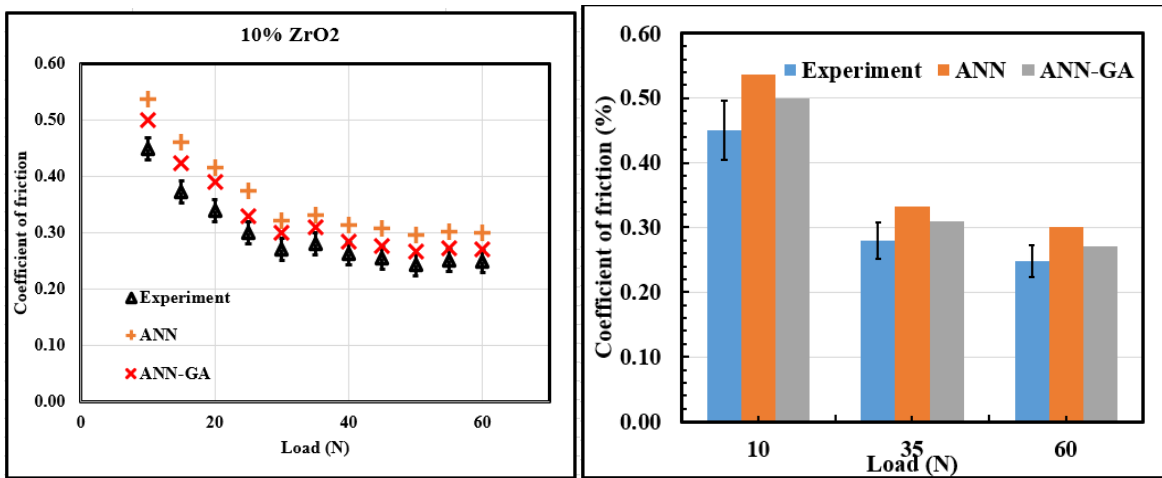 10% ZrO2
Coefficient of friction
0.60
0.50
0.40
0.30
0.20
0.10
0.00
Experiment
ANN
ANN-GA
0
20
40
60
Load (N)
Coefficient of friction (%)
0.60
0.50
0.40
0.30
0.20
0.10
0.00
Experiment
ANN
ANN-GA
10
35
60
Load (N)